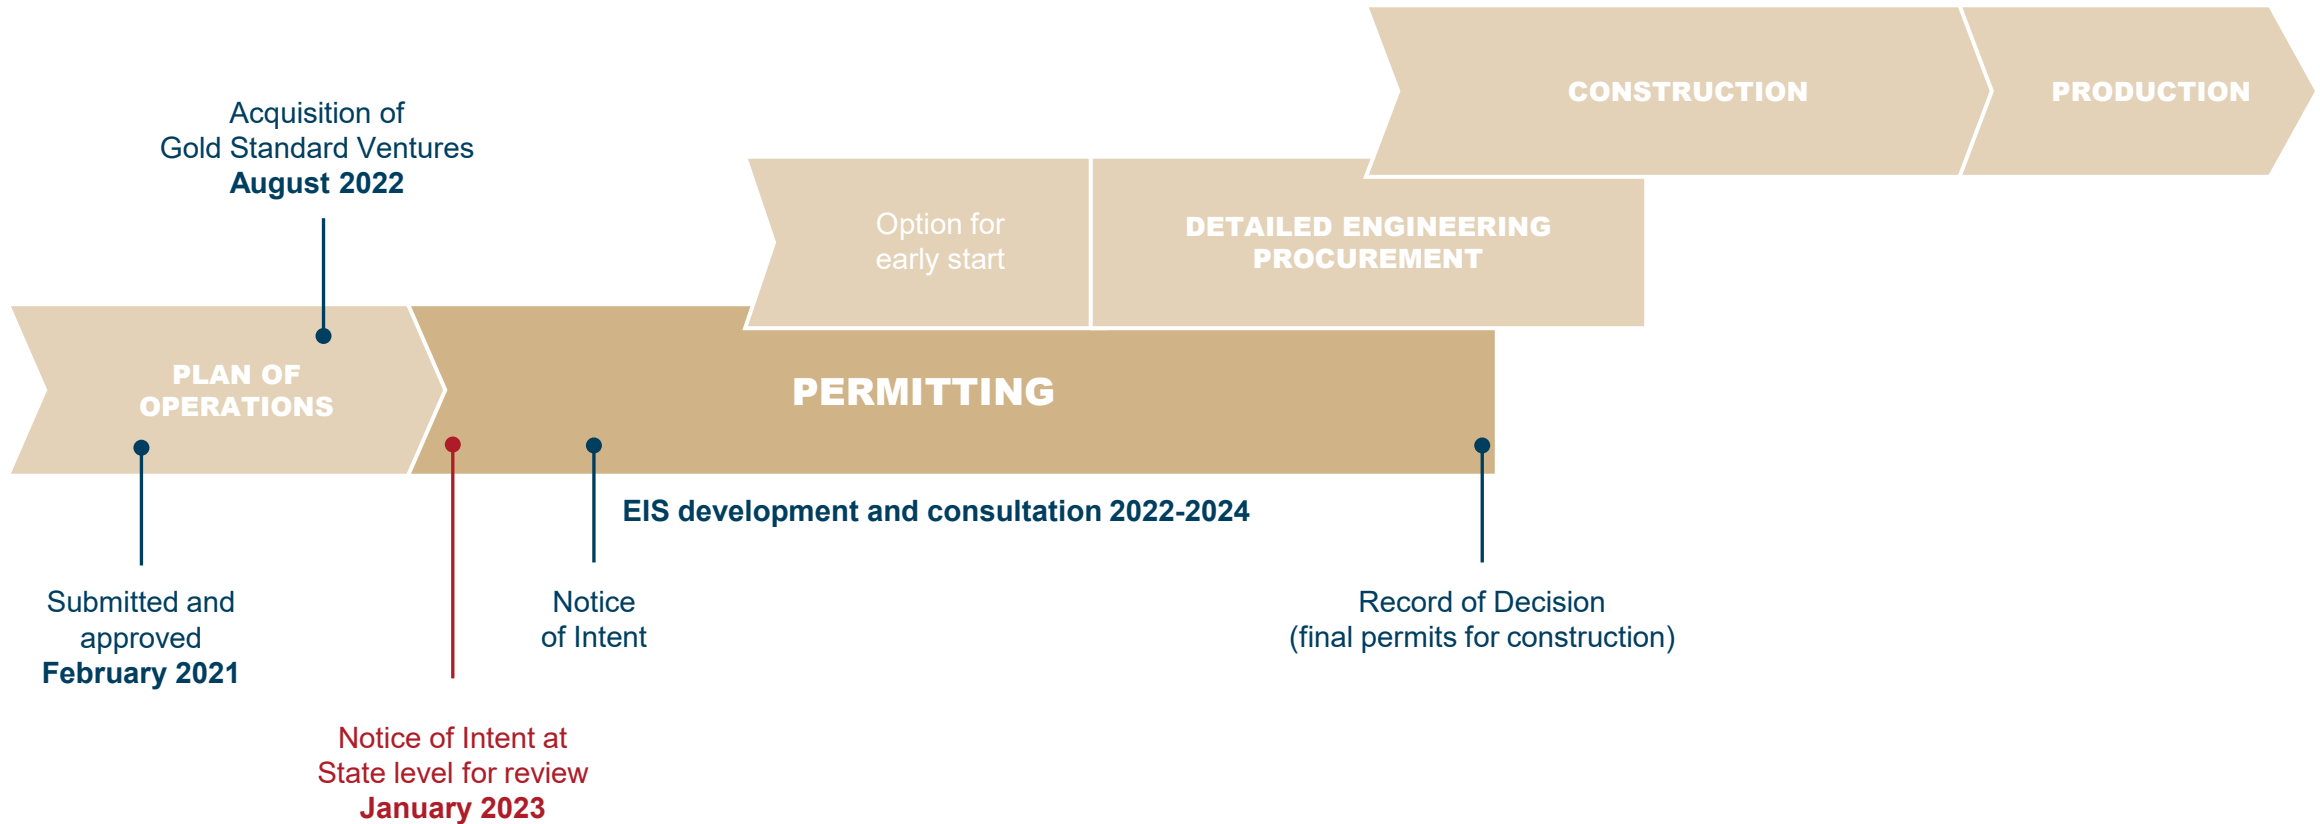 CONSTRUCTION
PRODUCTION
Acquisition of
Gold Standard Ventures
August 2022
Option for
early start
DETAILED ENGINEERING
PROCUREMENT
PLAN OF
OPERATIONS
PERMITTING
EIS development and consultation 2022-2024
Submitted and
approved
February 2021
Notice
of Intent
Record of Decision
(final permits for construction)
Notice of Intent at
State level for review
January 2023